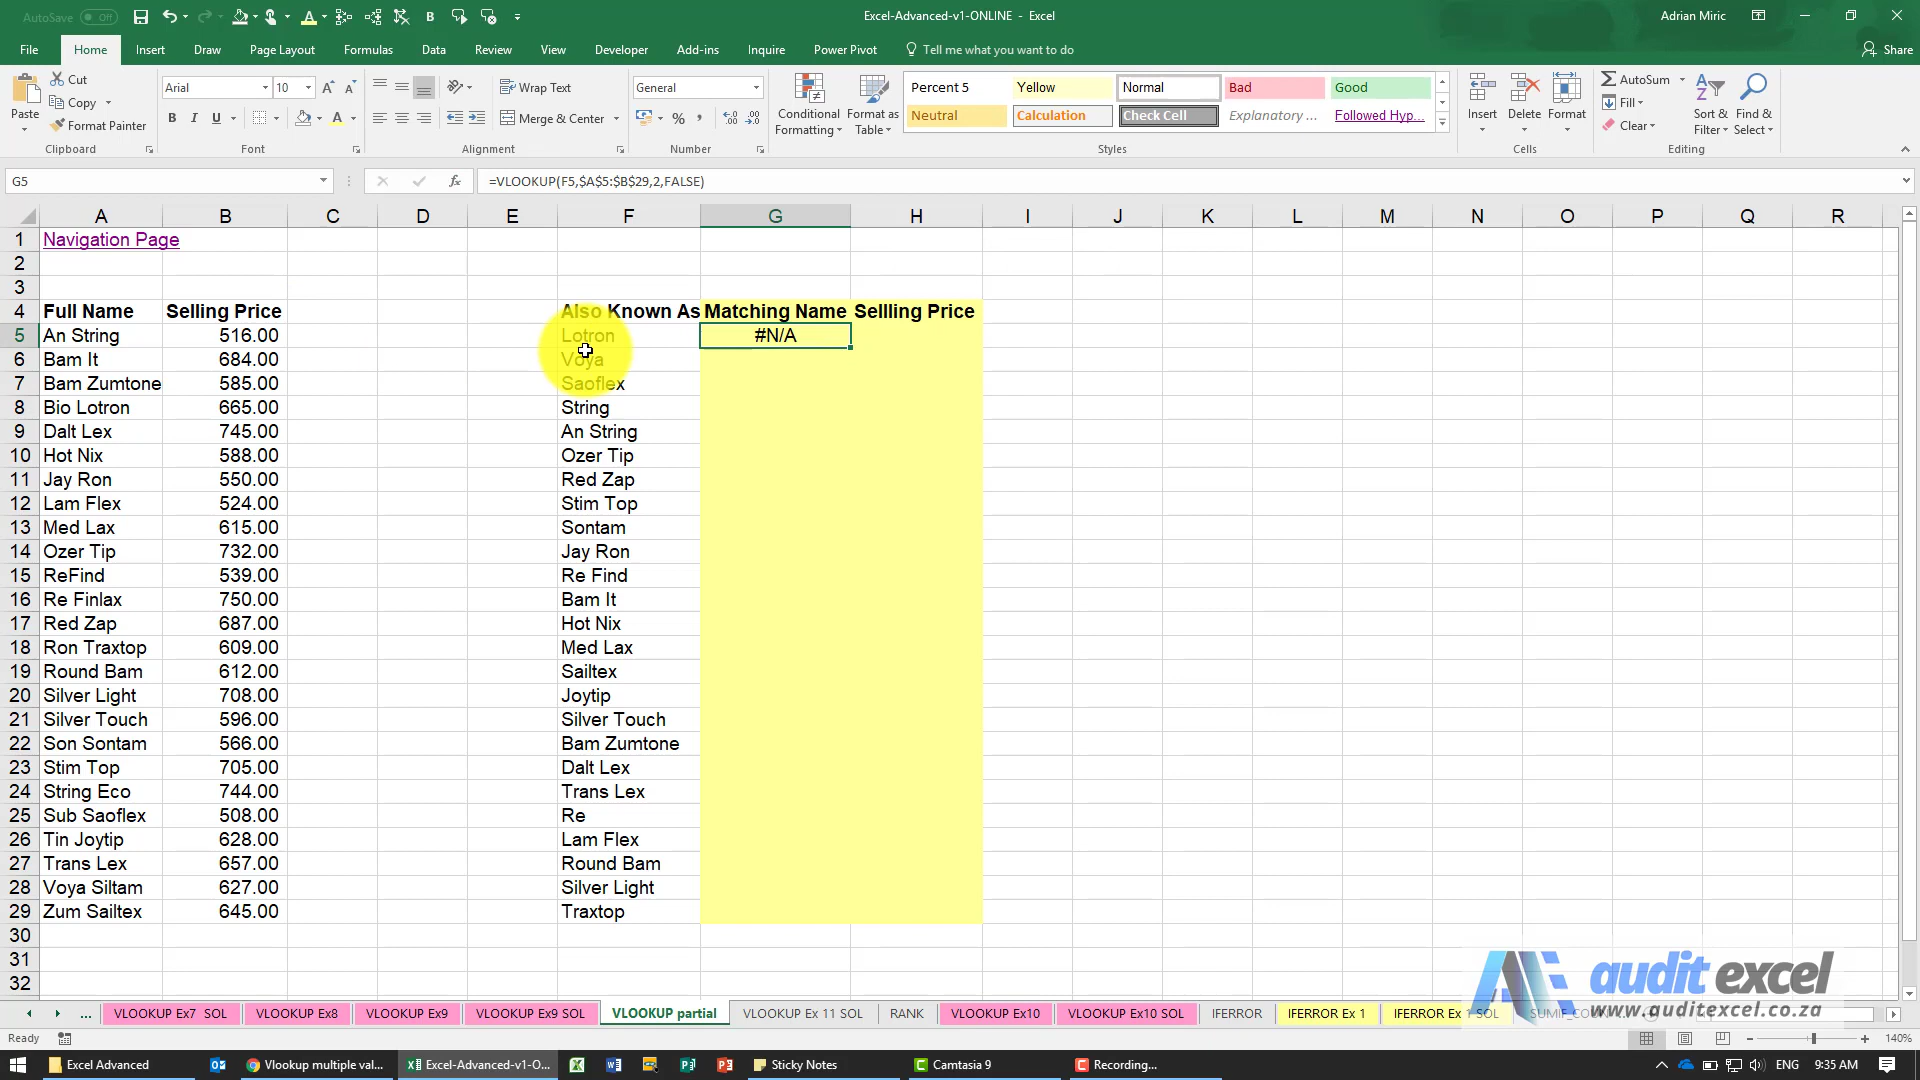 AutoSave Off
Excel-Advanced-v1-ONLINE - Excel
Adrian Miric
File Home Insert Draw Page Layout Formulas Data Review View Developer Add-ins Inquire Power Pivot Tell me what you want to do Share
Paste
Cut
Copy
Format Painter
Clipboard
Arial 10
B I U
Font
Wrap Text
Merge & Center
Alignment
General
Number
Conditional Formatting
Format as Table
Percent 5 Yellow Normal Bad Good
Neutral Calculation Check Cell Explanatory ... Followed Hyp...
Styles
Insert Delete Format
Cells
AutoSum
Fill
Clear
Sort & Filter
Find & Select
Editing
G5 fx =VLOOKUP(F5,$A$5:$B$29,2,FALSE)
A B C D E F G H I J K L M N O P Q R
1 Navigation Page
2
3
4 Full Name Selling Price Also Known As Matching Name Sellling Price
5 An String 516.00 Lotron #N/A
6 Bam It 684.00 Voya
7 Bam Zumtone 585.00 Saoflex
8 Bio Lotron 665.00 String
9 Dalt Lex 745.00 An String
10 Hot Nix 588.00 Ozer Tip
11 Jay Ron 550.00 Red Zap
12 Lam Flex 524.00 Stim Top
13 Med Lax 615.00 Sontam
14 Ozer Tip 732.00 Jay Ron
15 ReFind 539.00 Re Find
16 Re Finlax 750.00 Bam It
17 Red Zap 687.00 Hot Nix
18 Ron Traxtop 609.00 Med Lax
19 Round Bam 612.00 Sailtex
20 Silver Light 708.00 Joytip
21 Silver Touch 596.00 Silver Touch
22 Son Sontam 566.00 Bam Zumtone
23 Stim Top 705.00 Dalt Lex
24 String Eco 744.00 Trans Lex
25 Sub Saoflex 508.00 Re
26 Tin Joytip 628.00 Lam Flex
27 Trans Lex 657.00 Round Bam
28 Voya Siltam 627.00 Silver Light
29 Zum Sailtex 645.00 Traxtop
30
31
32
audit excel
www.auditexcel.co.za
... VLOOKUP Ex7 SOL VLOOKUP Ex8 VLOOKUP Ex9 VLOOKUP Ex9 SOL VLOOKUP partial VLOOKUP Ex 11 SOL RANK VLOOKUP Ex10 VLOOKUP Ex10 SOL IFERROR IFERROR Ex 1 IFERROR Ex 1 SOL
Ready 140%
Excel Advanced Vlookup multiple val... Excel-Advanced-v1-O... Sticky Notes Camtasia 9 Recording... ENG 9:35 AM